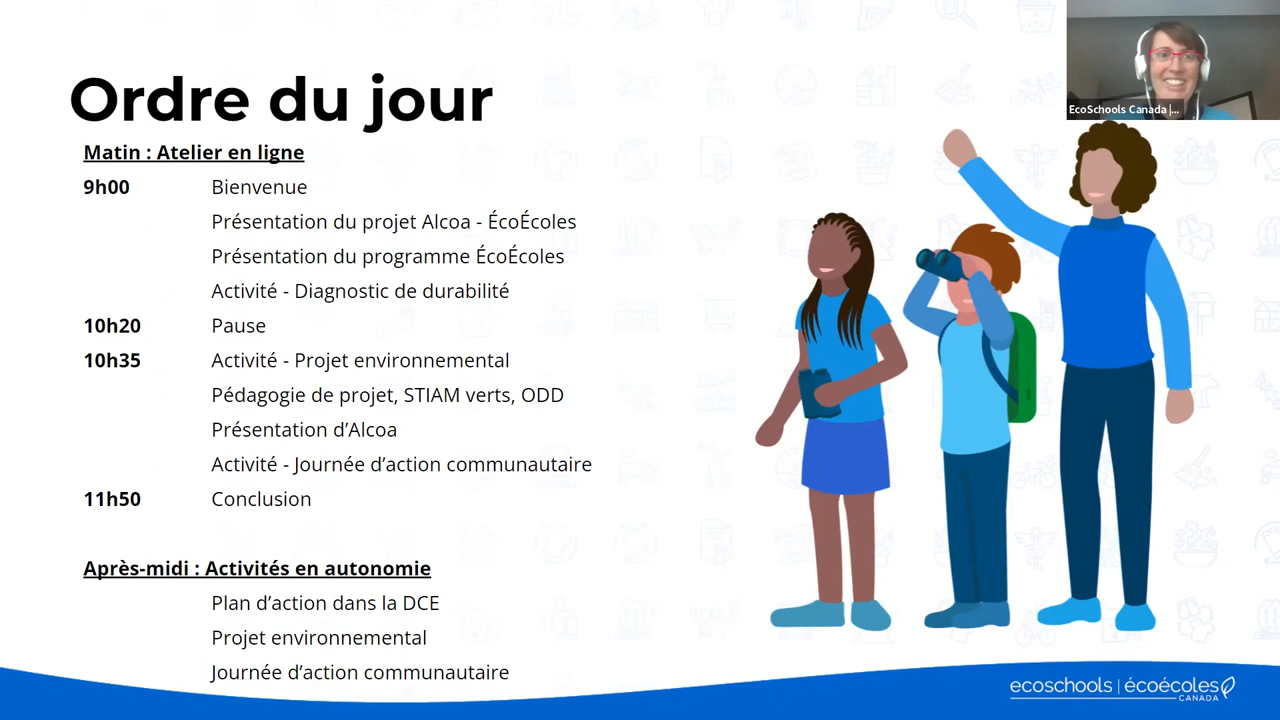 Ordre du jour
EcoSchools Canada |...
Matin : Atelier en ligne
9h00 Bienvenue
Présentation du projet Alcoa - ÉcoÉcoles
Présentation du programme ÉcoÉcoles
Activité - Diagnostic de durabilité
10h20 Pause
10h35 Activité - Projet environnemental
Pédagogie de projet, STIAM verts, ODD
Présentation d’Alcoa
Activité - Journée d’action communautaire
11h50 Conclusion
Après-midi : Activités en autonomie
Plan d’action dans la DCE
Projet environnemental
Journée d’action communautaire
ecoschools | écoécoles
CANADA